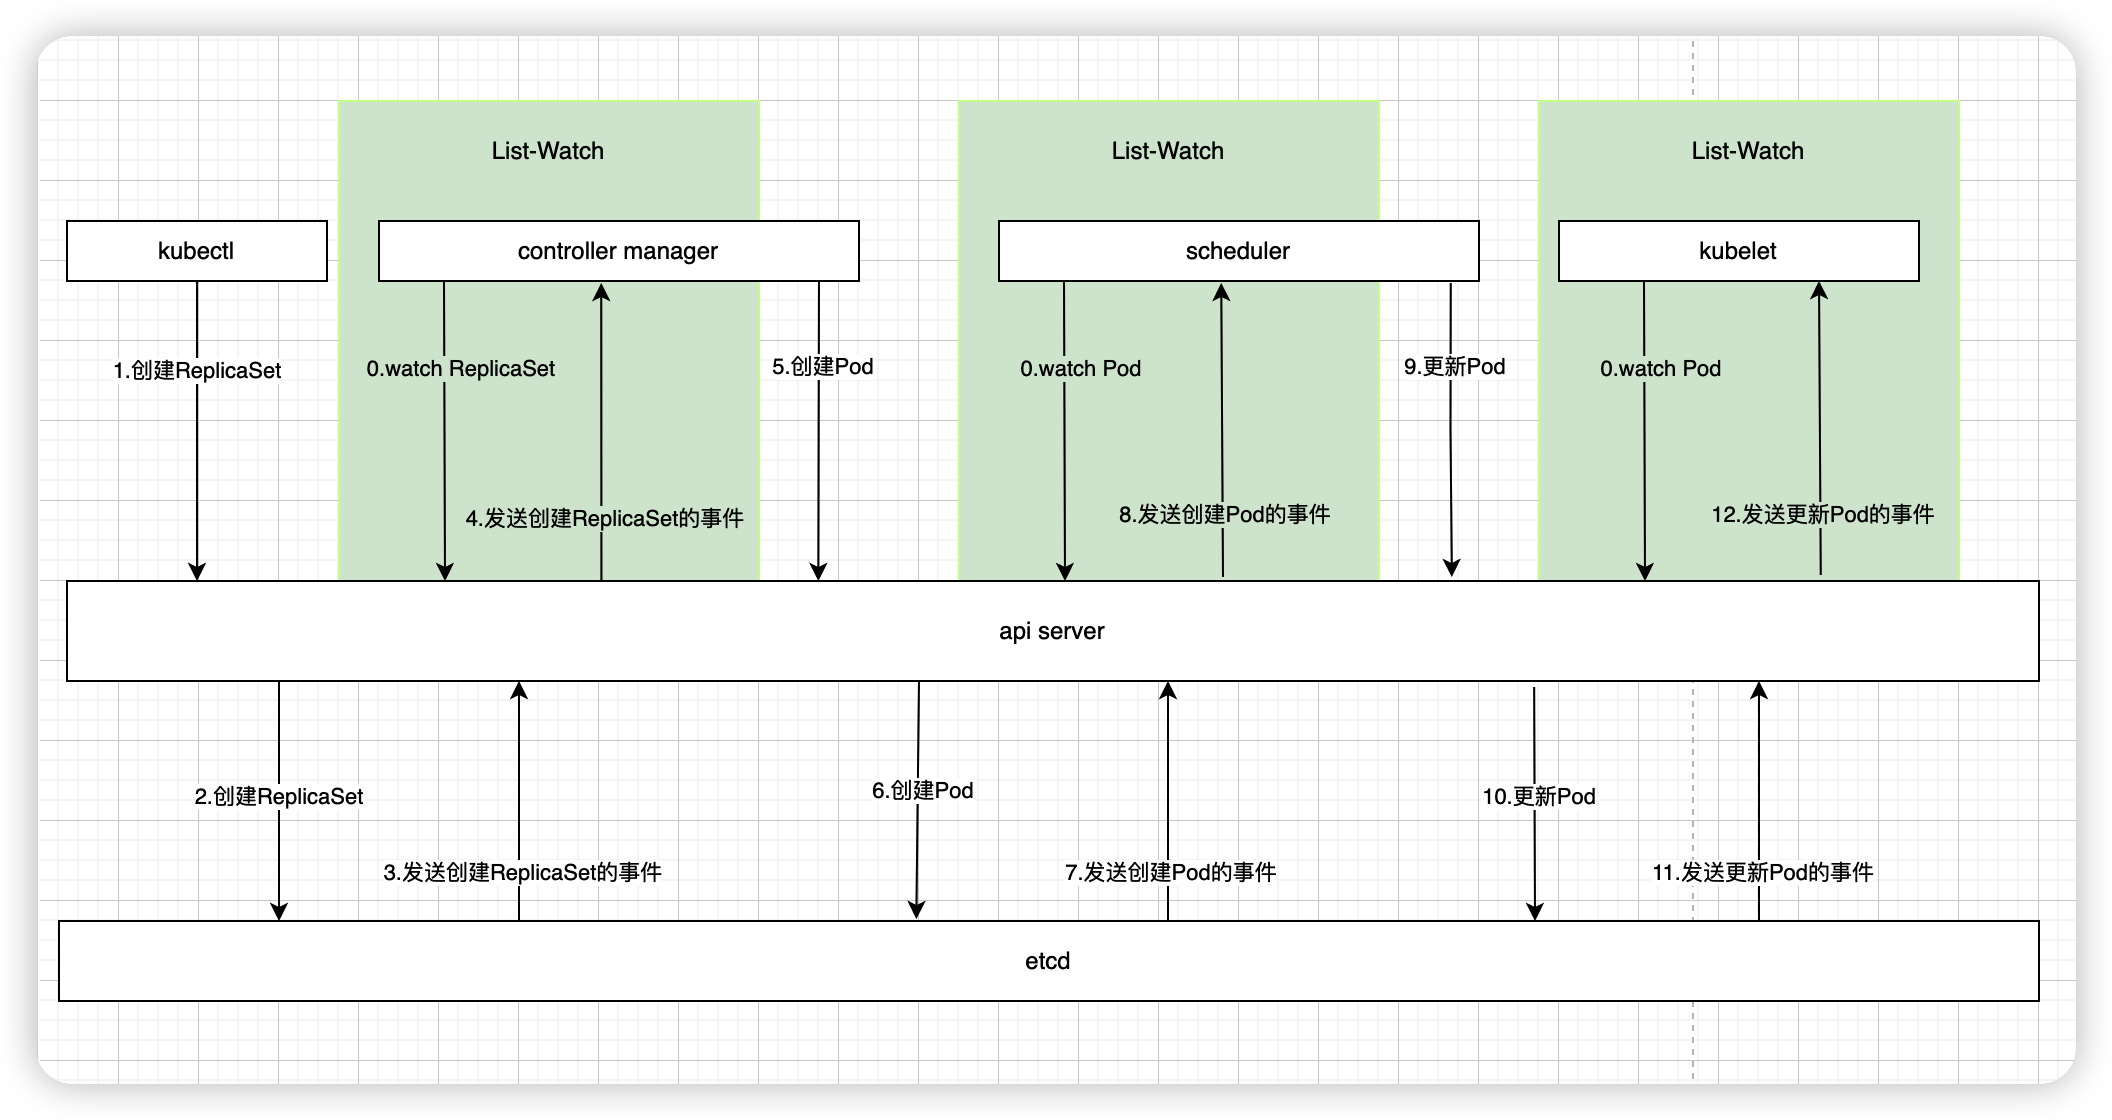 List-Watch
List-Watch
List-Watch
kubectl
controller manager
scheduler
kubelet
1.创建ReplicaSet
0.watch ReplicaSet
5.创建Pod
0.watch Pod
9.更新Pod
0.watch Pod
4.发送创建ReplicaSet的事件
8.发送创建Pod的事件
12.发送更新Pod的事件
api server
2.创建ReplicaSet
6.创建Pod
10.更新Pod
3.发送创建ReplicaSet的事件
7.发送创建Pod的事件
11.发送更新Pod的事件
etcd